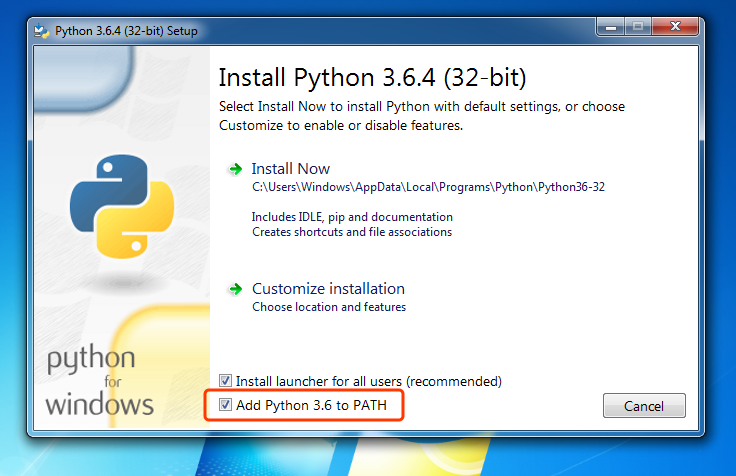 Python 3.6.4 (32-bit) Setup
Install Python 3.6.4 (32-bit)
Select Install Now to install Python with default settings, or choose
Customize to enable or disable features.
Install Now
C:\Users\Windows\AppData\Local\Programs\Python\Python36-32
Includes IDLE, pip and documentation
Creates shortcuts and file associations
Customize installation
Choose location and features
python
for
windows
Install launcher for all users (recommended)
Add Python 3.6 to PATH
Cancel